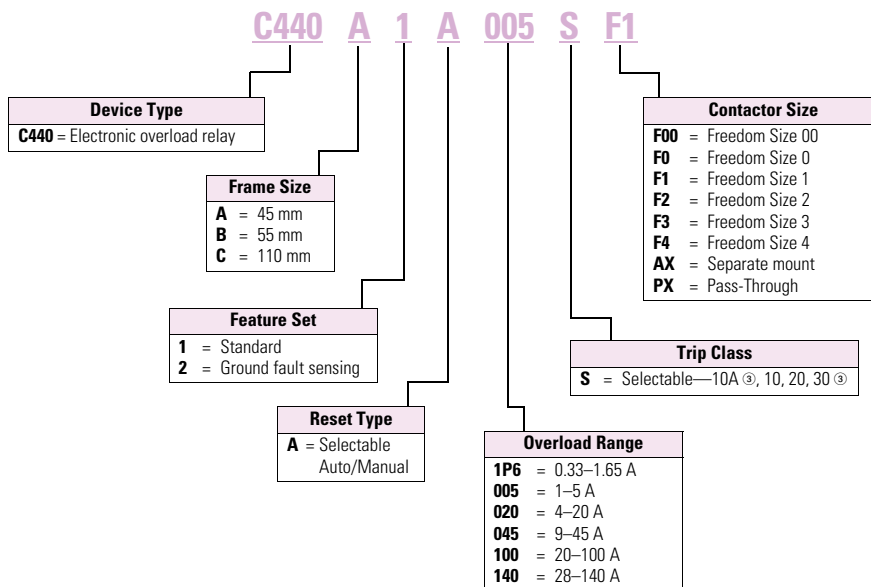 C440 A 1 A 005 S F1
Device Type
C440 = Electronic overload relay
Frame Size
A = 45 mm
B = 55 mm
C = 110 mm
Feature Set
1 = Standard
2 = Ground fault sensing
Reset Type
A = Selectable
Auto/Manual
Contactor Size
F00 = Freedom Size 00
F0 = Freedom Size 0
F1 = Freedom Size 1
F2 = Freedom Size 2
F3 = Freedom Size 3
F4 = Freedom Size 4
AX = Separate mount
PX = Pass-Through
Trip Class
S = Selectable—10A ③, 10, 20, 30 ③
Overload Range
1P6 = 0.33–1.65 A
005 = 1–5 A
020 = 4–20 A
045 = 9–45 A
100 = 20–100 A
140 = 28–140 A